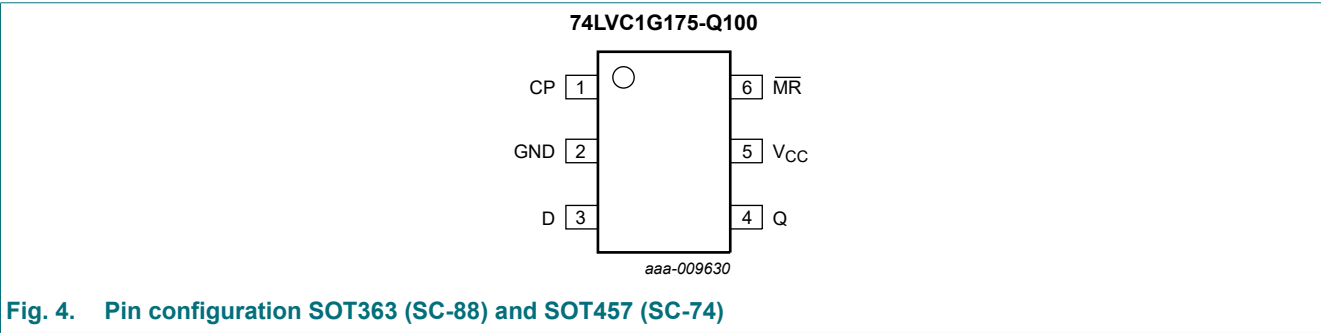 74LVC1G175-Q100
CP 1 6 M̅R̅
GND 2 5 VCC
D 3 4 Q
aaa-009630
Fig. 4. Pin configuration SOT363 (SC-88) and SOT457 (SC-74)